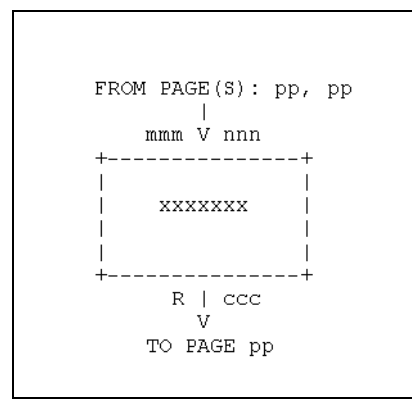 FROM PAGE(S): pp, pp
|
mmm V nnn
+---------------+
| |
| xxxxxxx |
| |
| |
+---------------+
R | ccc
V
TO PAGE pp